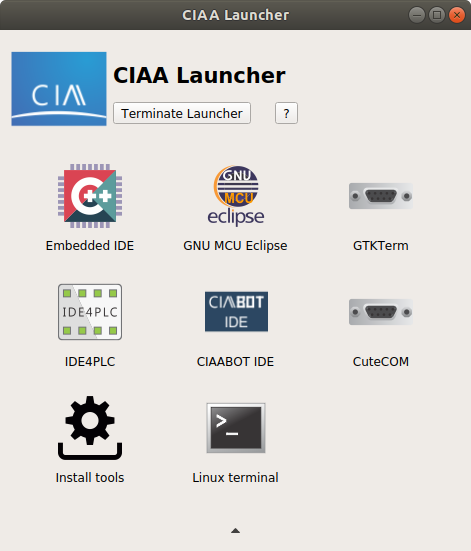 CIAA Launcher
CIAA
CIAA Launcher
Terminate Launcher
?
C++
GNU
MCU
eclipse
Embedded IDE
GNU MCU Eclipse
GTKTerm
IDE4PLC
CIAABOT
IDE
IDE4PLC
CIAABOT IDE
CuteCOM
>_
Install tools
Linux terminal